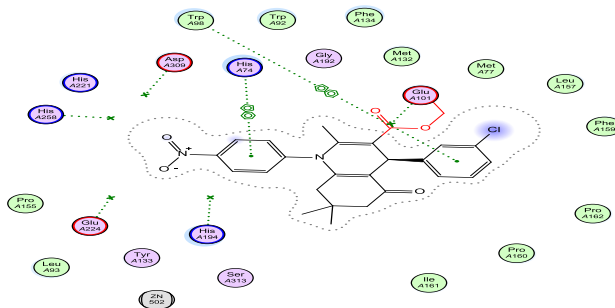 Trp
A98
Trp
A92
Phe
A134
Asp
A309
His
A74
Gly
A192
Met
A132
Met
A77
Leu
A157
His
A221
His
A258
Glu
A101
Phe
A159
Cl
O
O
O
N+
O-
N
O
Pro
A155
Glu
A224
His
A194
Pro
A162
Leu
A93
Tyr
A133
Ser
A313
Pro
A160
Ile
A161
ZN
502